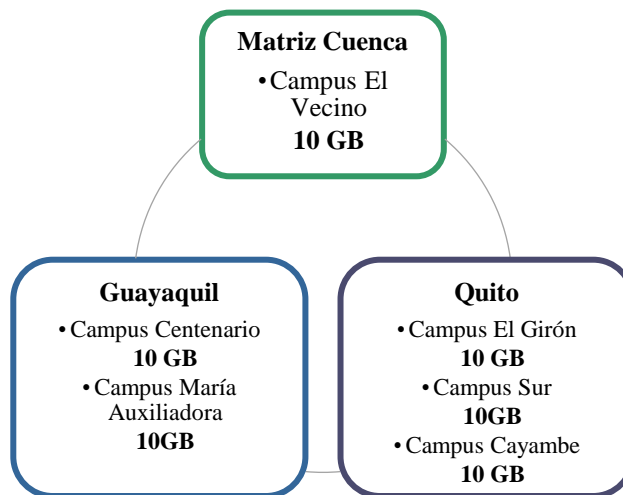 Matriz Cuenca
• Campus El
Vecino
10 GB
Guayaquil
• Campus Centenario
10 GB
• Campus María
Auxiliadora
10GB
Quito
• Campus El Girón
10 GB
• Campus Sur
10GB
• Campus Cayambe
10 GB